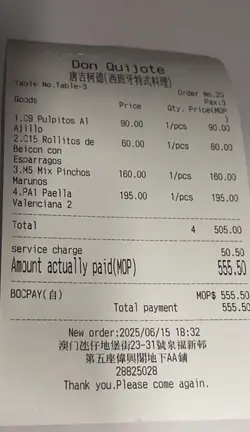 Don Quijote
唐吉柯德(西班牙特式料理)
Table No.Table-3 Order No.33
Pax:3
Goods Price Qty. Price(MOP)
1.C9 Pulpitos Al Ajillo 90.00 1/pcs 90.00
2.C15 Rollitos de Beicon con Esparragos 60.00 1/pcs 60.00
3.M5 Mix Pinchos Marunos 160.00 1/pcs 160.00
4.PA1 Paella Valenciana 2 195.00 1/pcs 195.00
Total 4 505.00
service charge 50.50
Amount actually paid(MOP) 555.50
BOCPAY(自) MOP$ 555.50
Total payment 555.50
New order:2025/06/15 18:32
澳门氹仔地堡街23-31號泉福新邨
第五座偉興閣地下AA鋪
28825028
Thank you.Please come again.